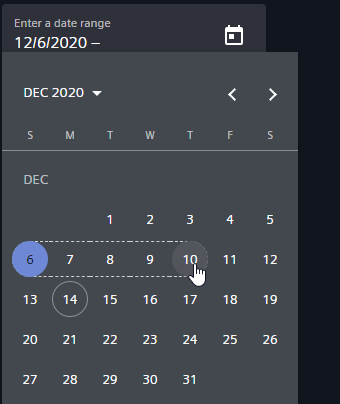 Enter a date range
12/6/2020 –
DEC 2020
S M T W T F S
DEC
1 2 3 4 5
6 7 8 9 10 11 12
13 14 15 16 17 18 19
20 21 22 23 24 25 26
27 28 29 30 31